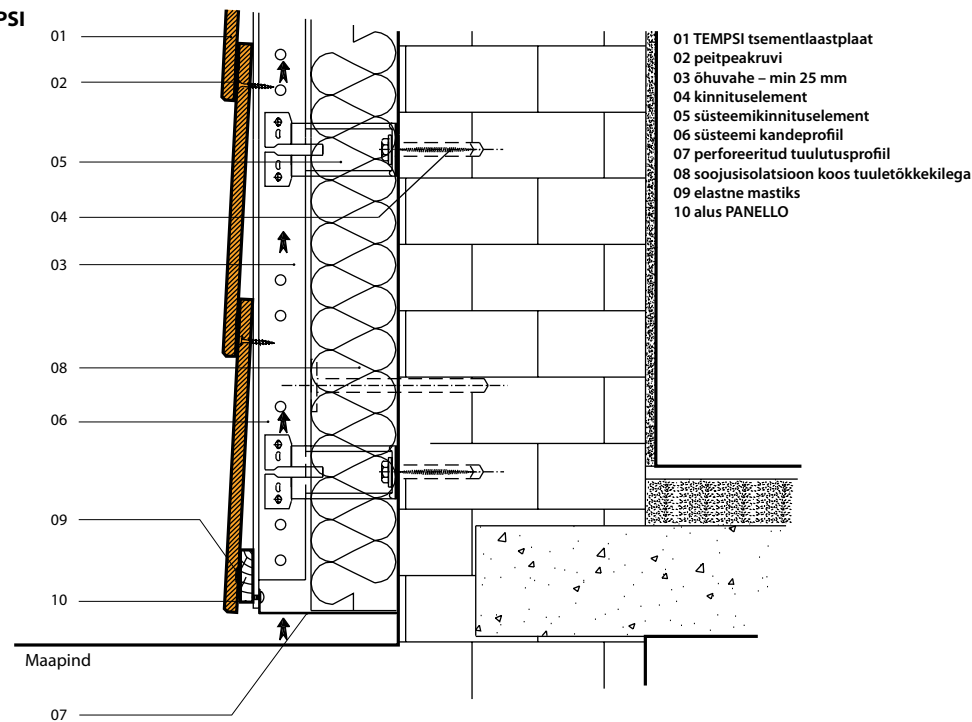 PSI
01
02
05
04
03
08
06
09
10
Maapind
07
01 TEMPSI tsementlaastplaat
02 peitpeakruvi
03 õhuvahe – min 25 mm
04 kinnituselement
05 süsteemikinnituselement
06 süsteemi kandeprofiil
07 perforeeritud tuulutusprofiil
08 soojusisolatsioon koos tuuletõkkekilega
09 elastne mastiks
10 alus PANELLO